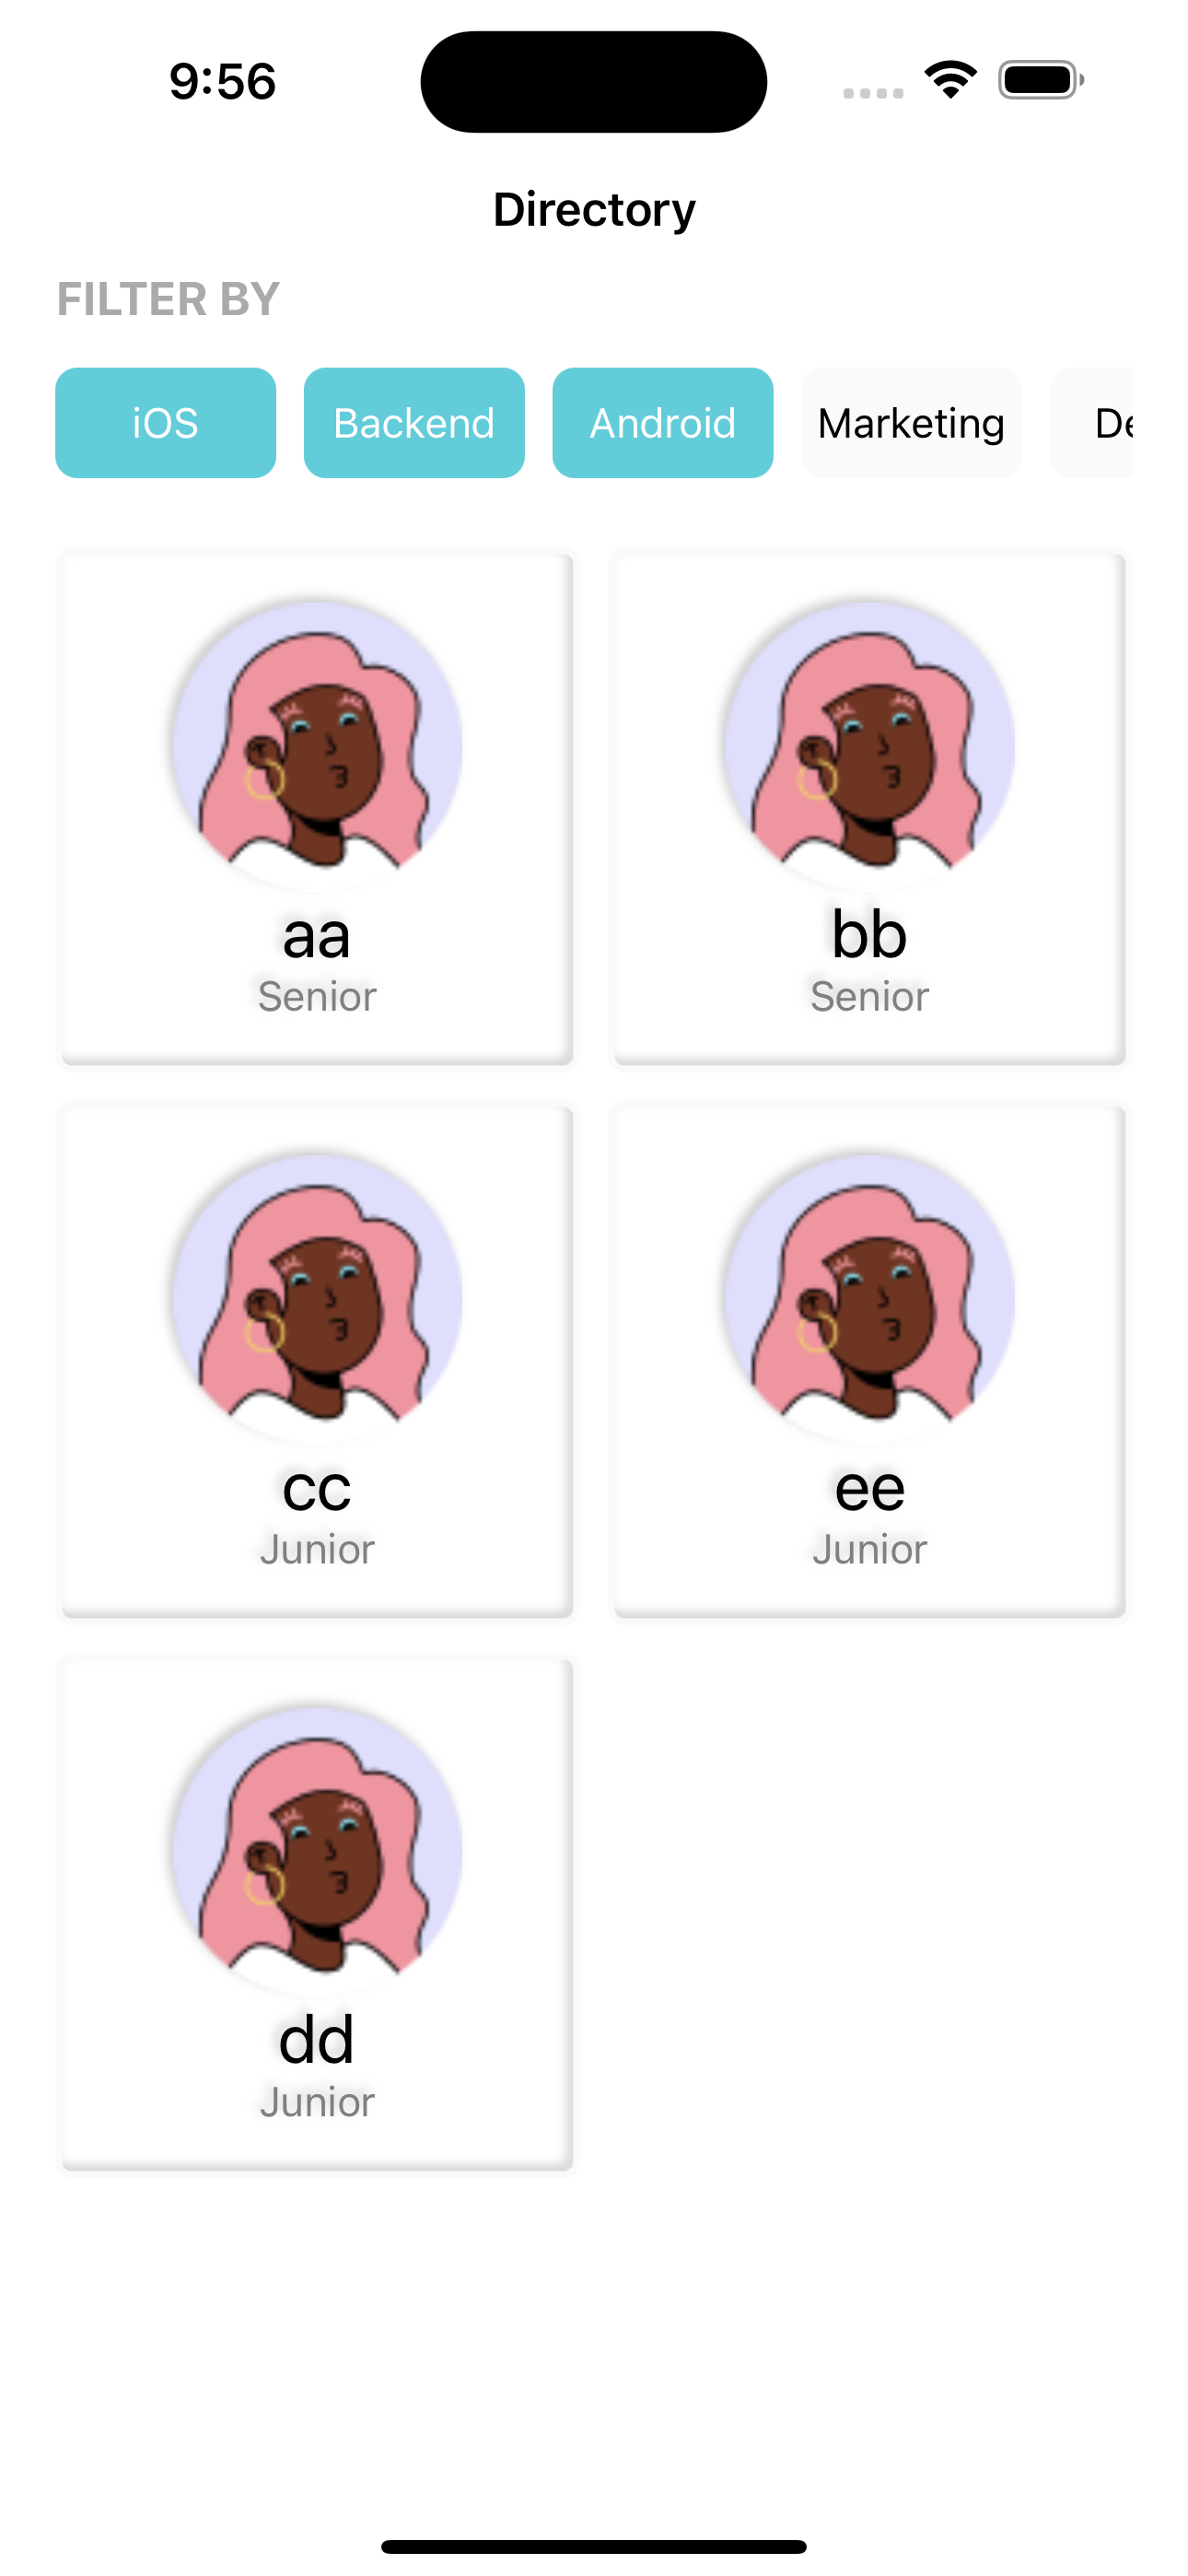 9:56
Directory
FILTER BY
iOS Backend Android Marketing
aa bb
Senior Senior
cc ee
Junior Junior
dd
Junior